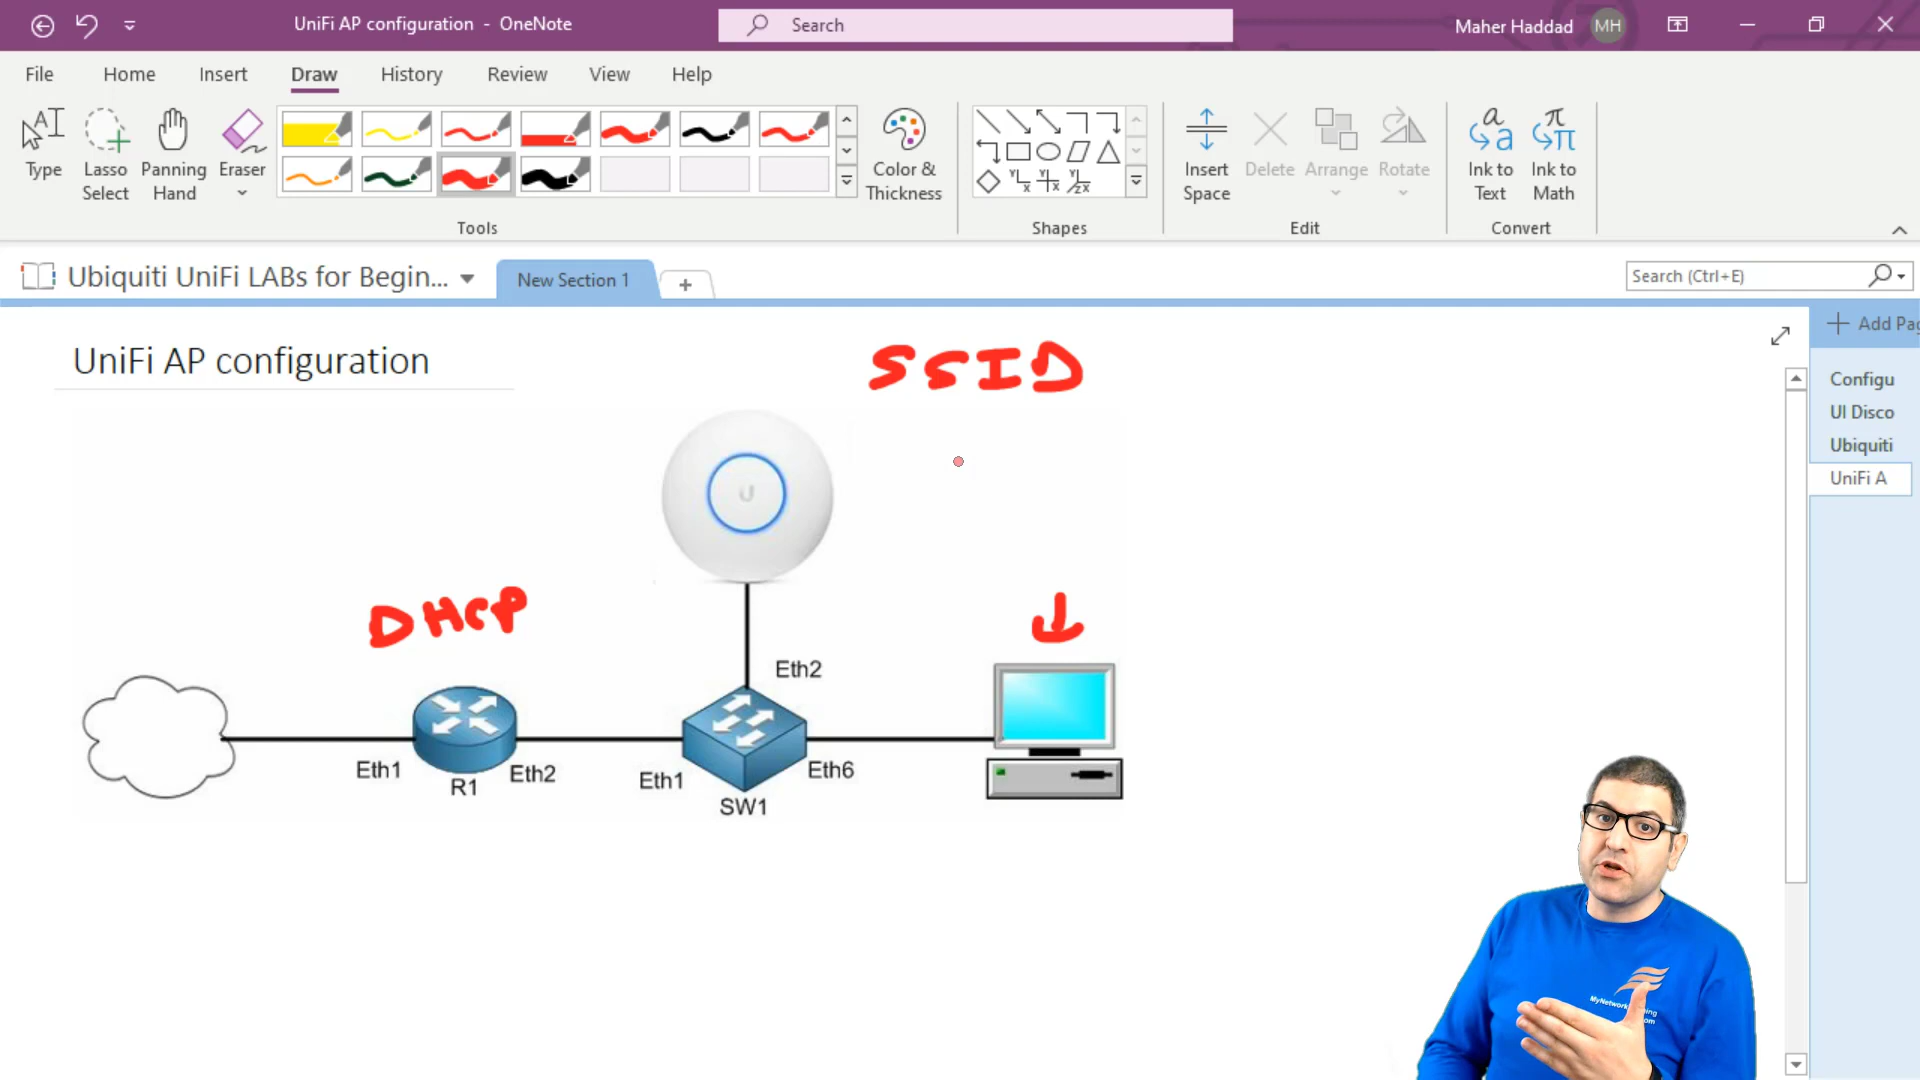 UniFi AP configuration - OneNote
Search
Maher Haddad
MH
File
Home
Insert
Draw
History
Review
View
Help
Type
Lasso Select
Panning Hand
Eraser
Color & Thickness
Insert Space
Delete
Arrange
Rotate
Ink to Text
Ink to Math
Tools
Shapes
Edit
Convert
Ubiquiti UniFi LABs for Begin...
New Section 1
Search (Ctrl+E)
Add Pag
UniFi AP configuration
SSID
Configu
UI Disco
Ubiquiti
UniFi A
U
DHCP
Eth2
Eth1
R1
Eth2
Eth1
SW1
Eth6